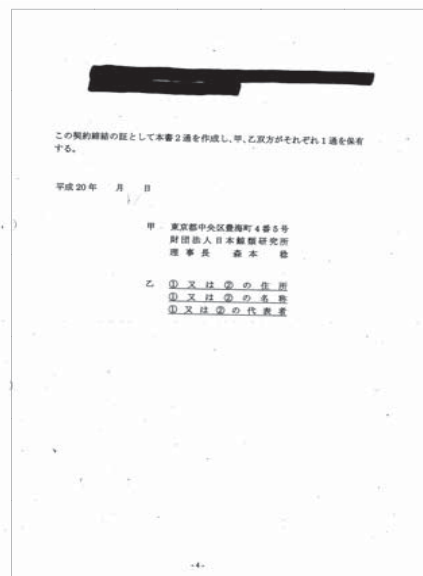 この契約締結の証として本書2通を作成し、甲、乙双方がそれぞれ1通を保有
する。
平成20年 月 日
甲 東京都中央区豊海町4番5号
財団法人日本鯨類研究所
理事長 森本 稔
乙 ① 又 は ② の 住 所
① 又 は ② の 名 称
① 又 は ② の 代 表 者
-4-